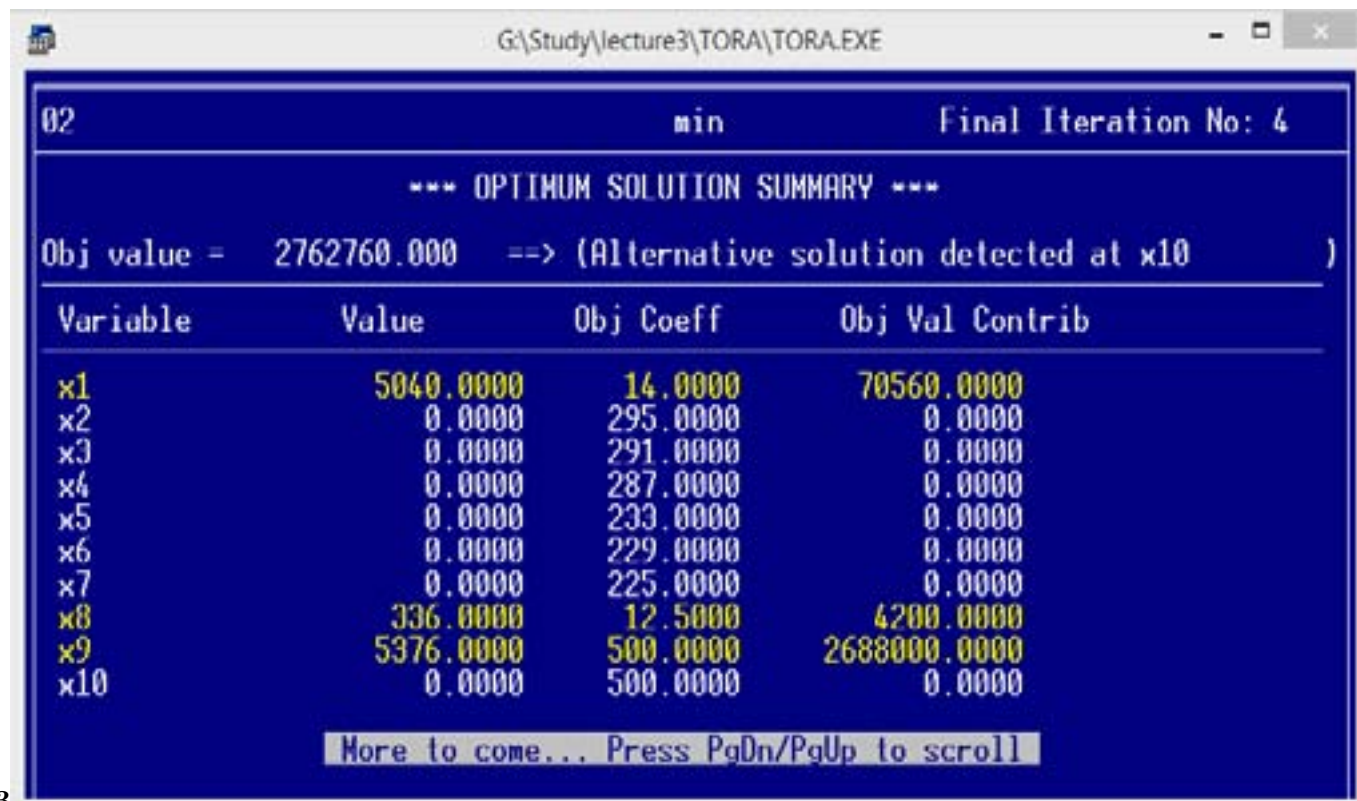 G:\Study\lecture3\TORA\TORA.EXE
02 min Final Iteration No: 4
*** OPTIMUM SOLUTION SUMMARY ***
Obj value = 2762760.000 ==> (Alternative solution detected at x10 )
Variable Value Obj Coeff Obj Val Contrib
x1 5040.0000 14.0000 70560.0000
x2 0.0000 295.0000 0.0000
x3 0.0000 291.0000 0.0000
x4 0.0000 287.0000 0.0000
x5 0.0000 233.0000 0.0000
x6 0.0000 229.0000 0.0000
x7 0.0000 225.0000 0.0000
x8 336.0000 12.5000 4200.0000
x9 5376.0000 500.0000 2688000.0000
x10 0.0000 500.0000 0.0000
More to come... Press PgDn/PgUp to scroll